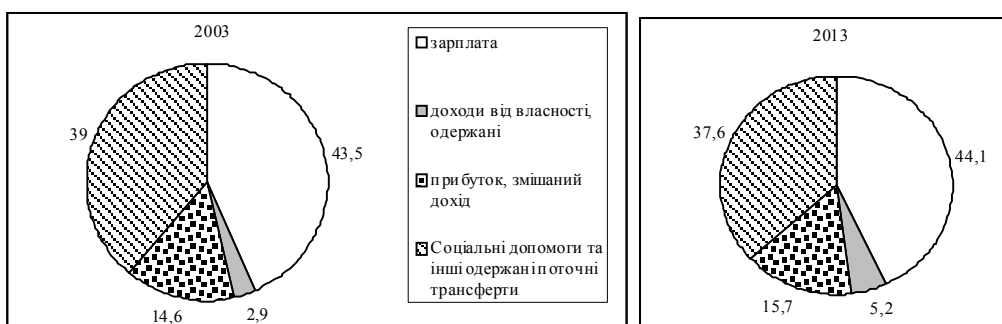 2003
39
43,5
14,6
2,9
зарплата
доходи від власності,
одержані
прибуток, змішаний
дохід
Соціальні допомоги та
інші одержані поточні
трансферти
2013
37,6
44,1
15,7
5,2